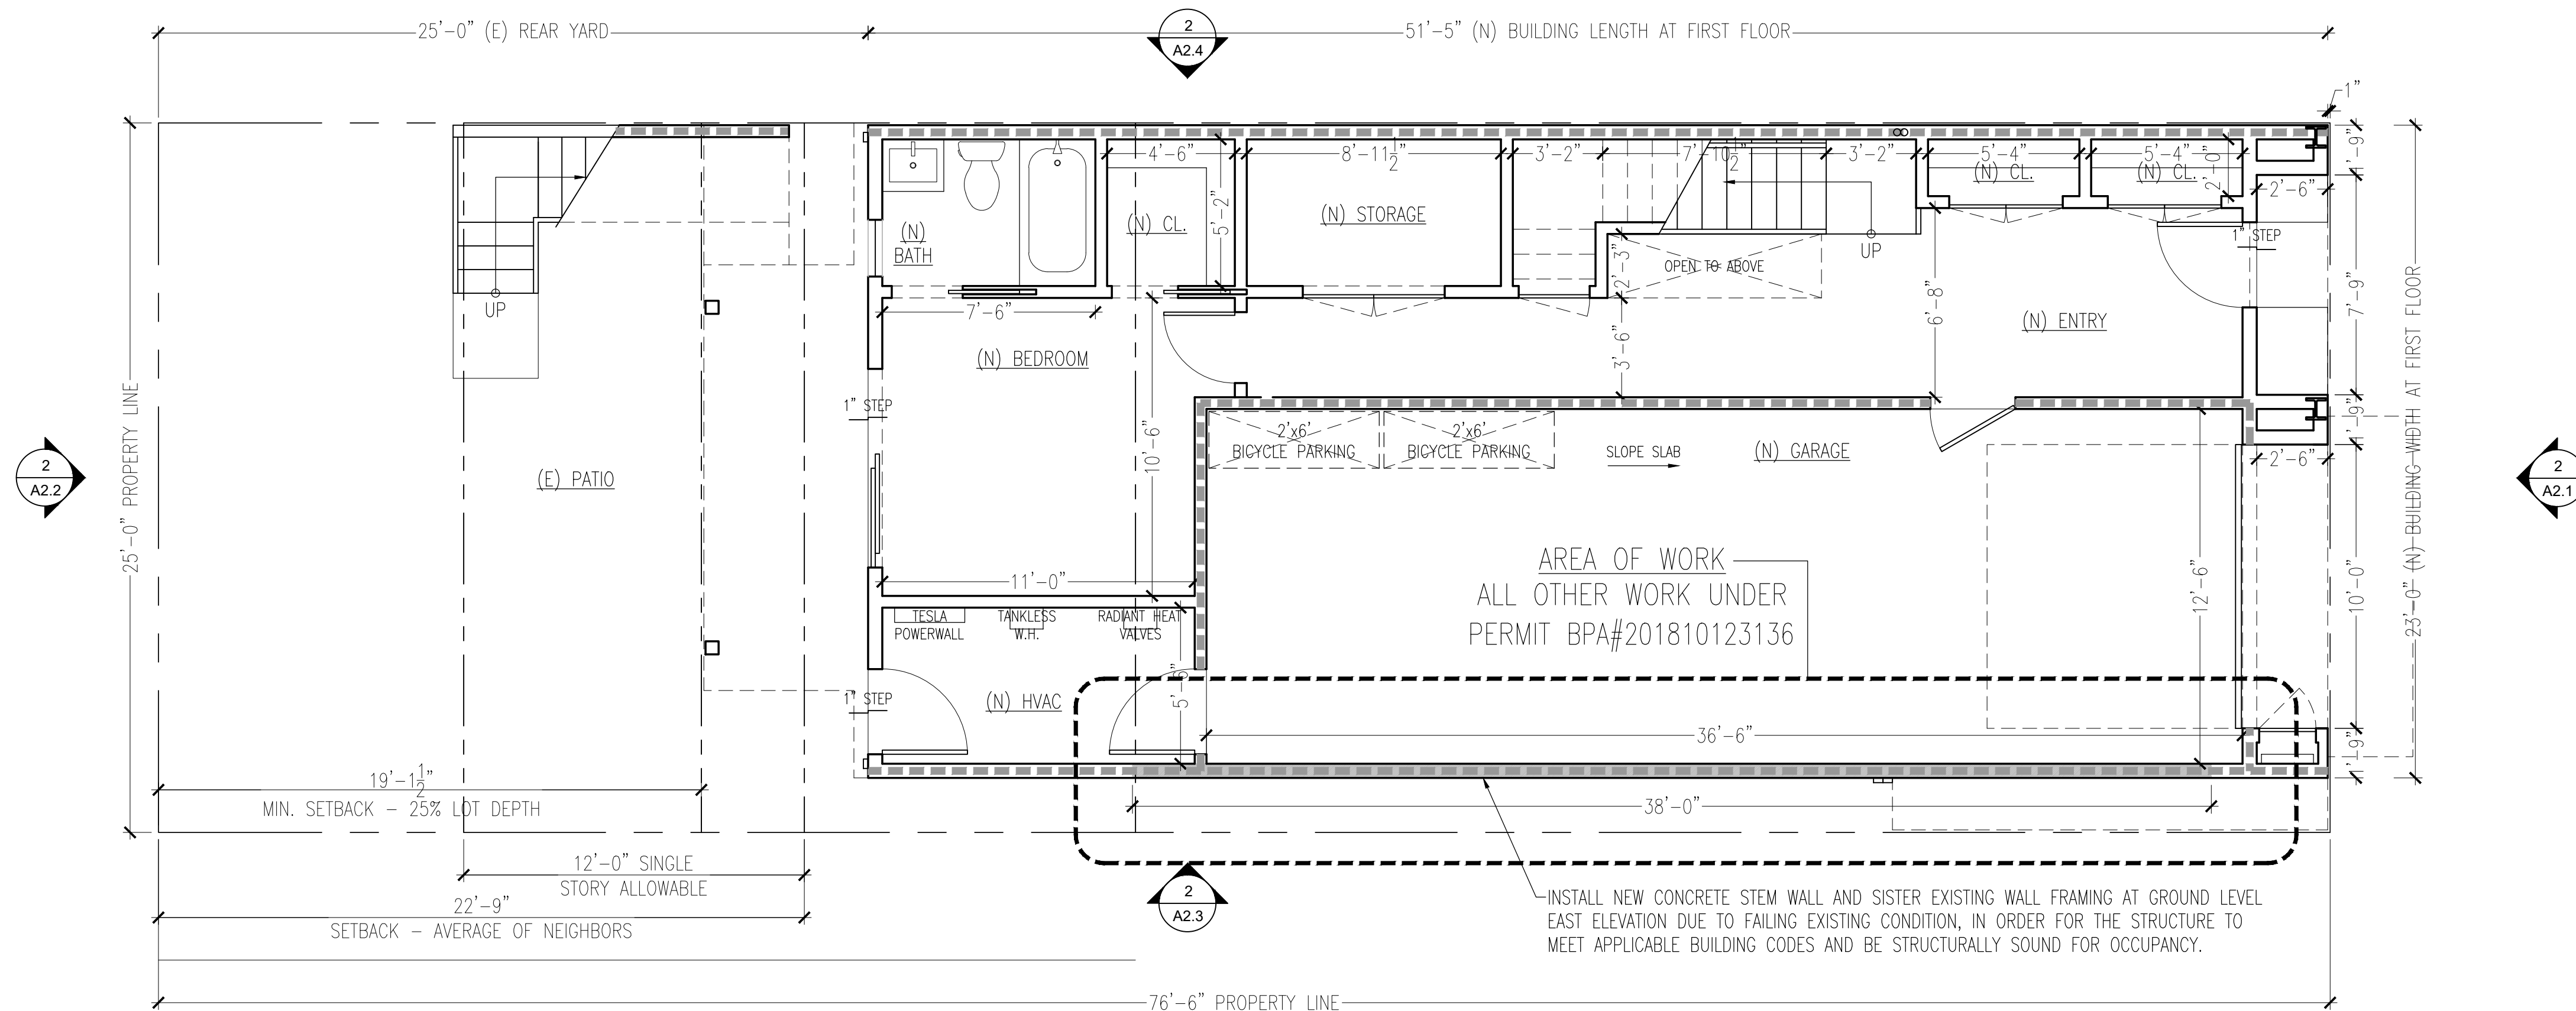 25'-0" (E) REAR YARD
51'-5" (N) BUILDING LENGTH AT FIRST FLOOR
2
A2.4
1"
4'-6"
8'-11½"
3'-2"
7'-10½"
3'-2"
5'-4"
(N) CL.
5'-4"
(N) CL.
2'-0"
1'-9"
2'-6"
(N)
BATH
(N) CL.
5'-2"
(N) STORAGE
UP
OPEN TO ABOVE
2'-3"
UP
1" STEP
7'-6"
3'-6"
6'-8"
(N) ENTRY
7'-9"
(N) BEDROOM
1" STEP
1'-9"
2'x6'
BICYCLE PARKING
2'x6'
BICYCLE PARKING
SLOPE SLAB
(N) GARAGE
2'-6"
2
A2.2
25'-0" PROPERTY LINE
(E) PATIO
10'-6"
2
A2.1
23'-0" (N) BUILDING WIDTH AT FIRST FLOOR
11'-0"
AREA OF WORK
ALL OTHER WORK UNDER
PERMIT BPA#201810123136
12'-6"
10'-0"
TESLA
POWERWALL
TANKLESS
W.H.
RADIANT HEAT
VALVES
1" STEP
(N) HVAC
5'-6"
36'-6"
1'-9"
19'-1½"
MIN. SETBACK - 25% LOT DEPTH
38'-0"
12'-0" SINGLE
STORY ALLOWABLE
22'-9"
SETBACK - AVERAGE OF NEIGHBORS
2
A2.3
INSTALL NEW CONCRETE STEM WALL AND SISTER EXISTING WALL FRAMING AT GROUND LEVEL
EAST ELEVATION DUE TO FAILING EXISTING CONDITION, IN ORDER FOR THE STRUCTURE TO
MEET APPLICABLE BUILDING CODES AND BE STRUCTURALLY SOUND FOR OCCUPANCY.
76'-6" PROPERTY LINE